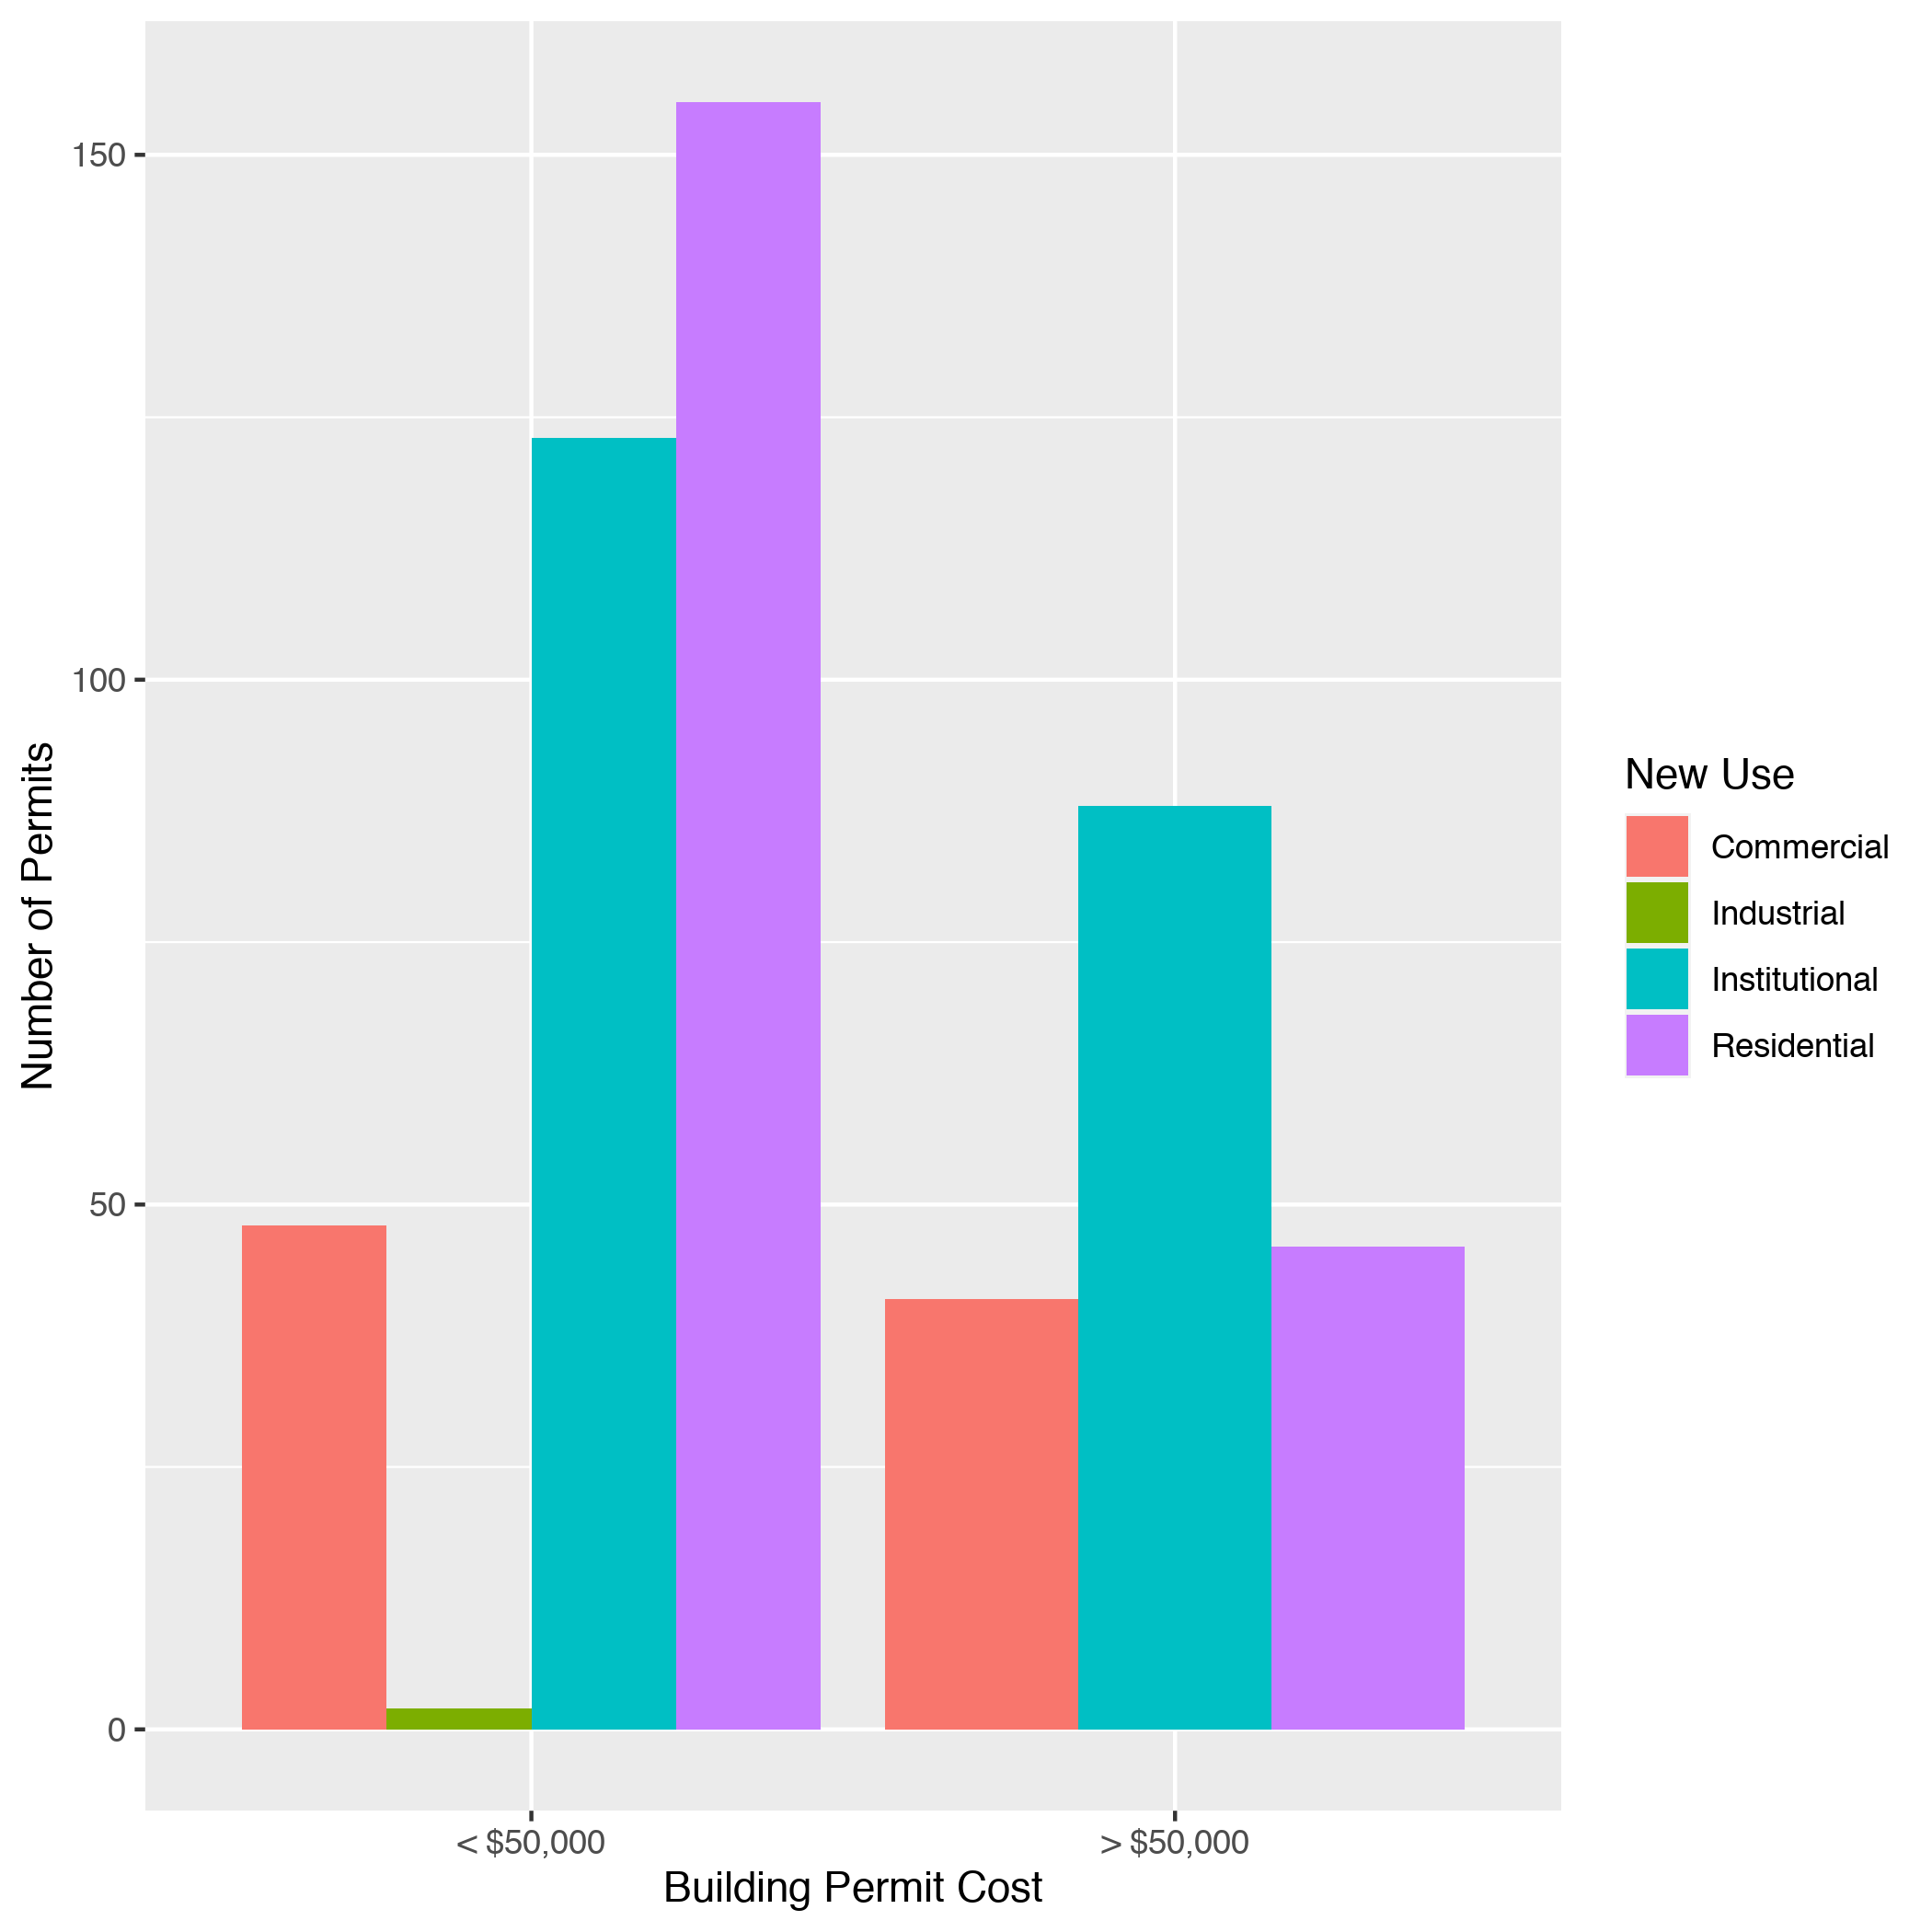 Number of Permits
150
100
50
0
< $50,000
> $50,000
Building Permit Cost
New Use
Commercial
Industrial
Institutional
Residential